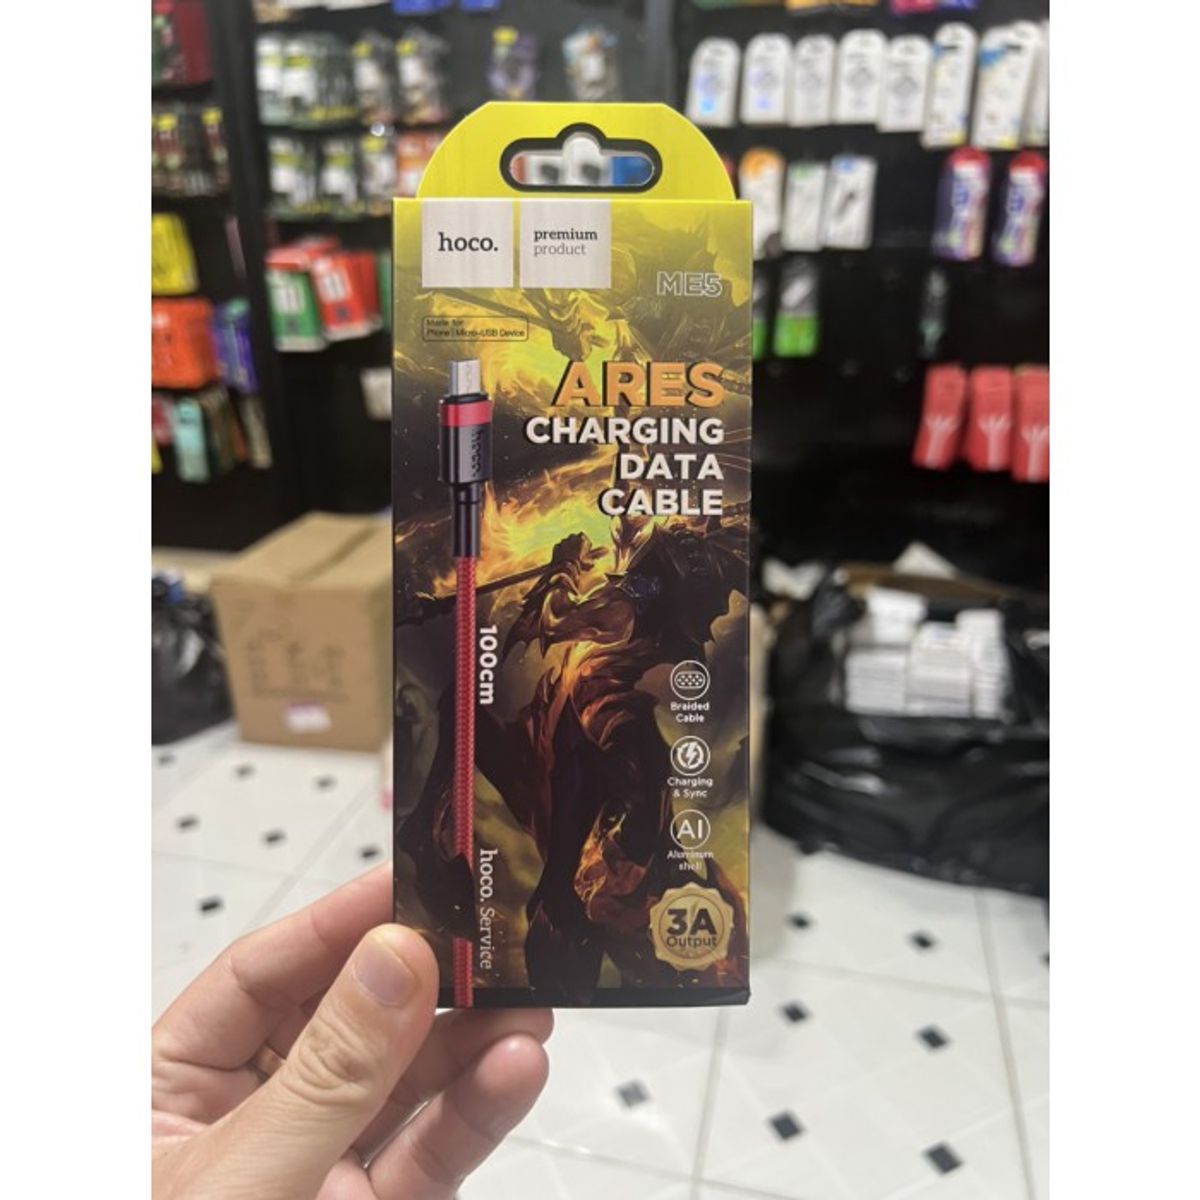 hoco.
premium
product
ME5
Made for
Phone | Micro-USB Device
ARES
CHARGING
DATA
CABLE
hoco.
100cm
Braided
Cable
Charging
& Sync
Al
Aluminum
shell
hoco. Service
3A
Output